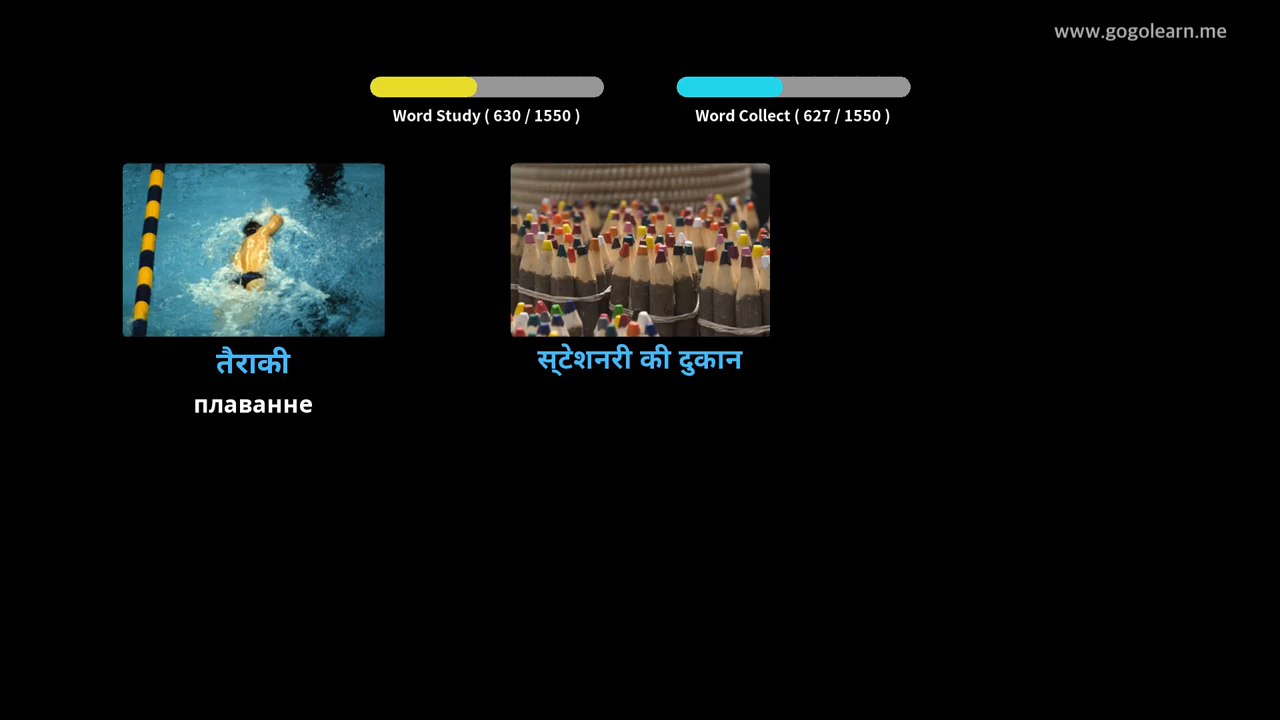 www.gogolearn.me
Word Study ( 630 / 1550 )
Word Collect ( 627 / 1550 )
तैराकी
плаванне
स्टेशनरी की दुकान